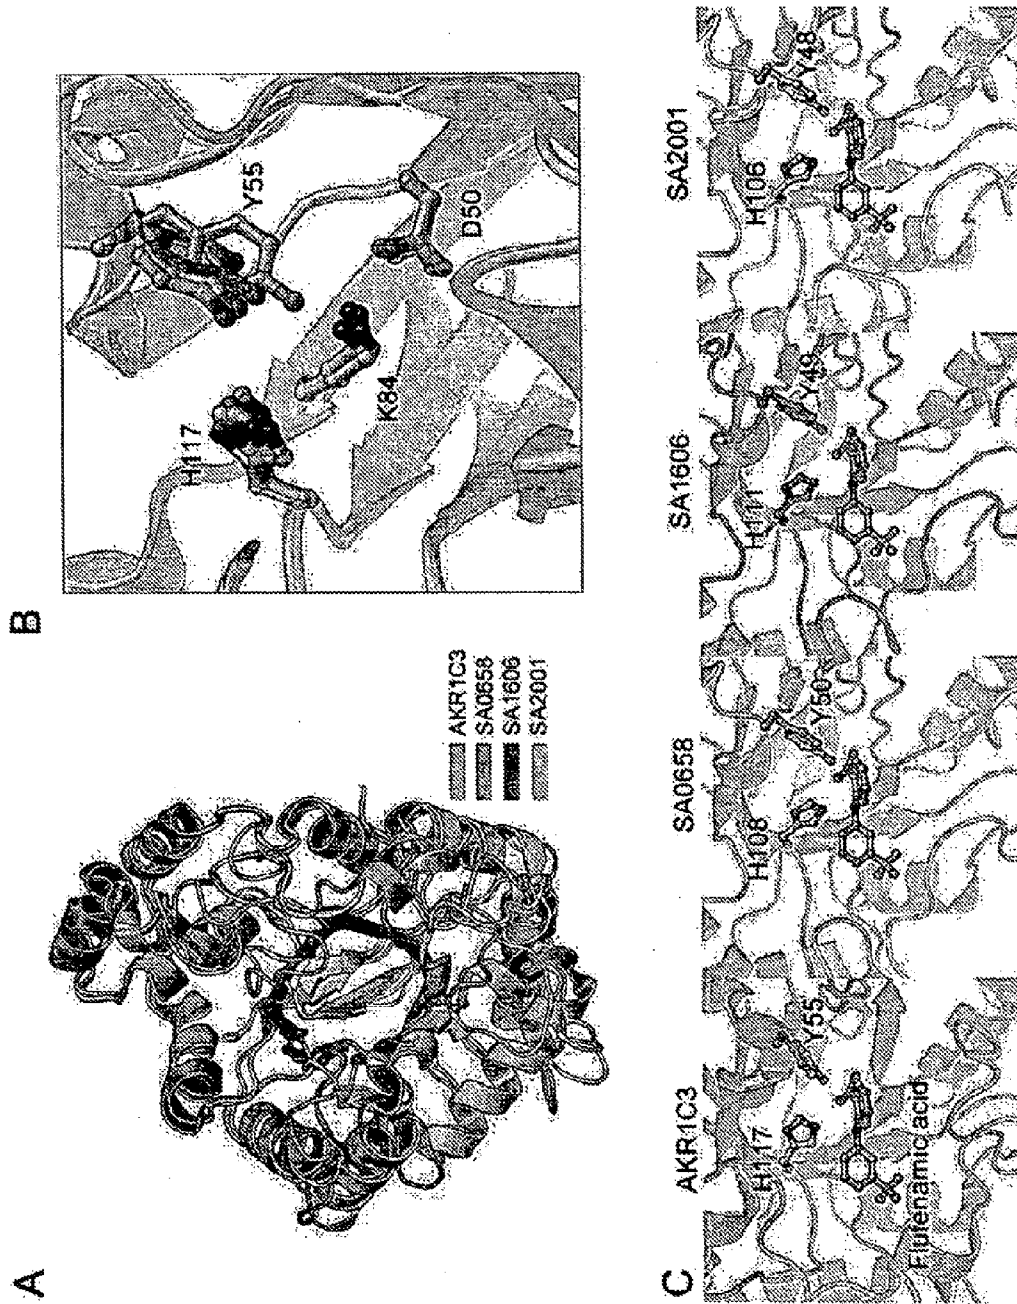 A
AKR1C3
SA0658
SA1606
SA2001
B
H117
Y55
K84
D50
C
AKR1C3
H117
Y55
Flufenamic acid
SA0658
H108
Y50
SA1606
H111
Y49
SA2001
H106
Y48